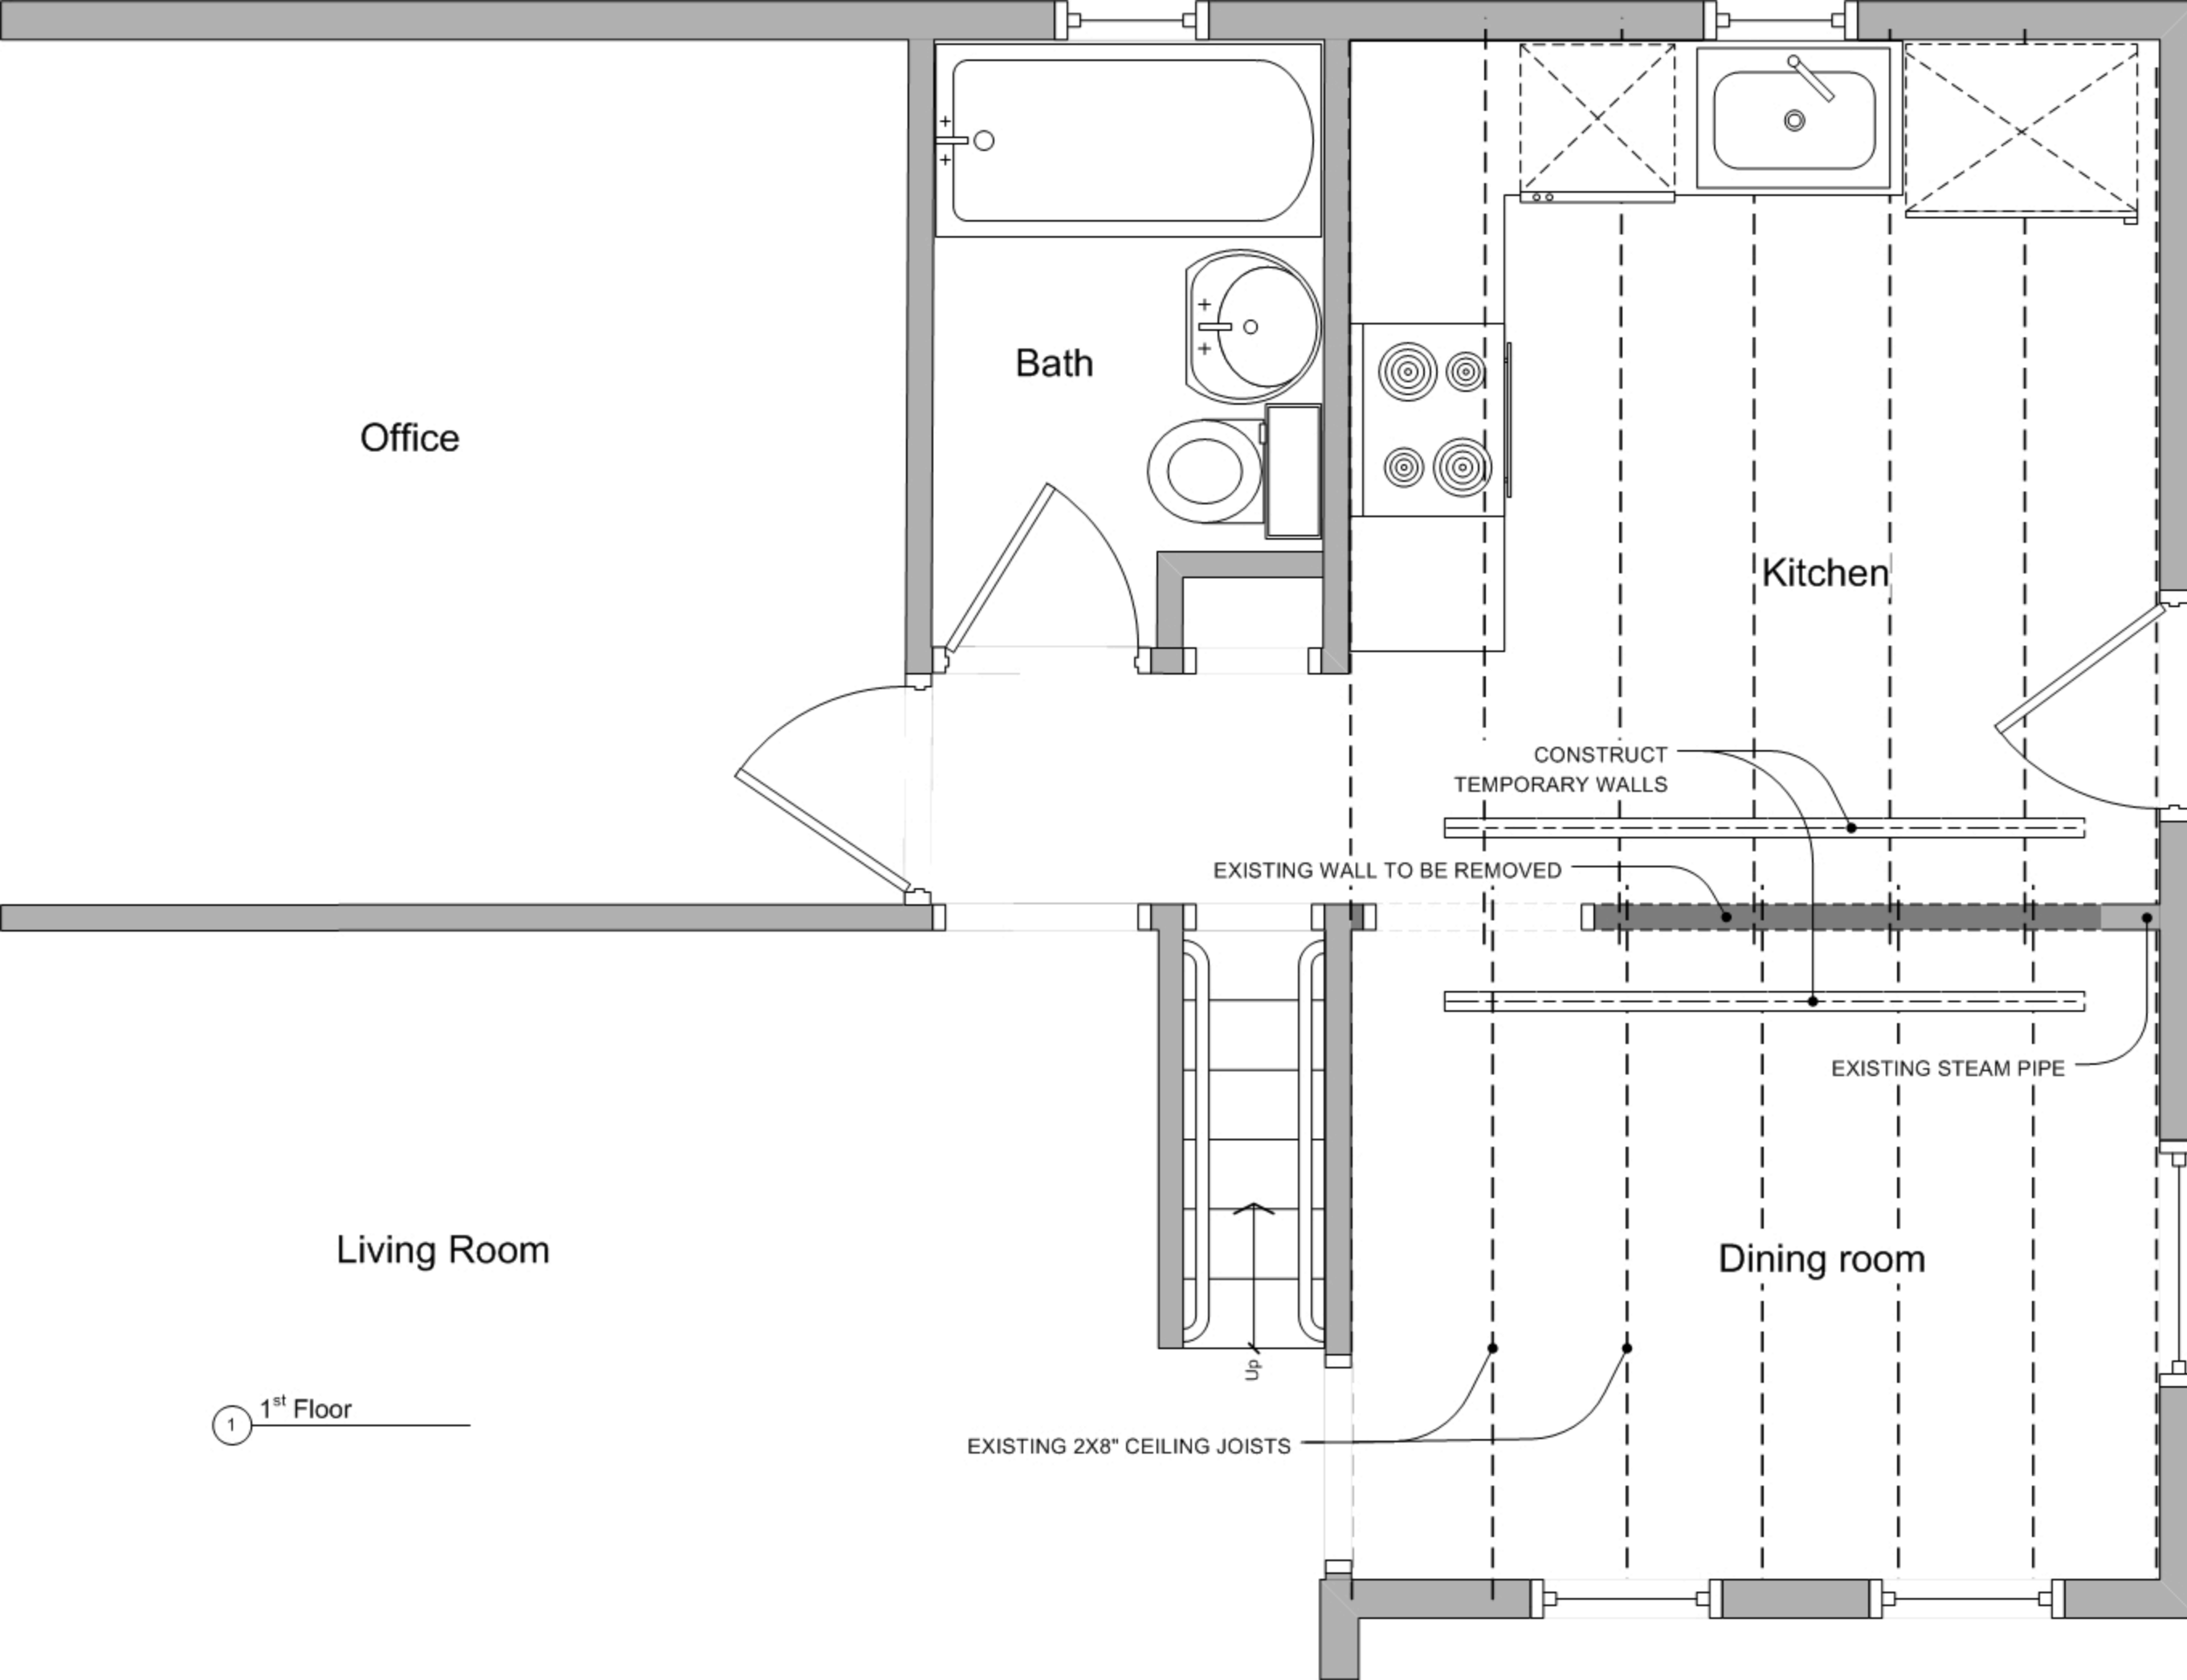 Bath
Office
Kitchen
CONSTRUCT
TEMPORARY WALLS
EXISTING WALL TO BE REMOVED
EXISTING STEAM PIPE
Living Room
Dining room
Up
1st Floor
1
EXISTING 2X8" CEILING JOISTS